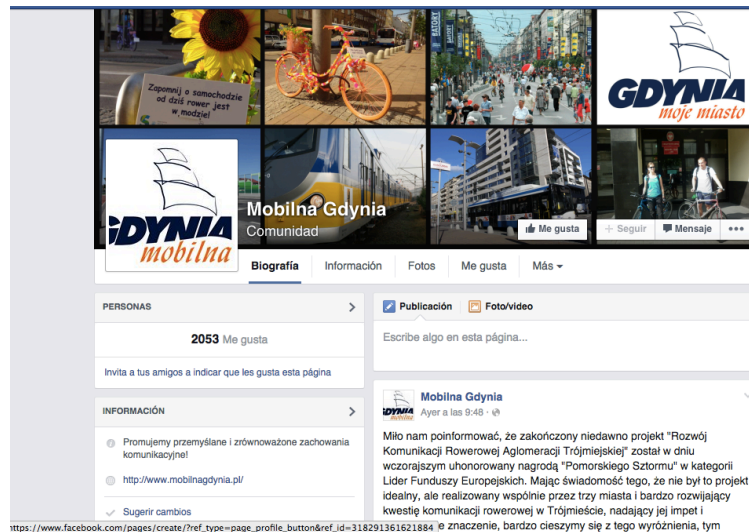 Zapomnij o samochodzie
od dziś rower jest
w modzie!
BATORY
GDYNIA
moje miasto
GDYNIA
mobilna
Mobilna Gdynia
Comunidad
Me gusta
+ Seguir
Mensaje
Biografía Información Fotos Me gusta Más
PERSONAS
2053 Me gusta
Invita a tus amigos a indicar que les gusta esta página
INFORMACIÓN
Promujemy przemyślane i zrównoważone zachowania
komunikacyjne!
http://www.mobilnagdynia.pl/
Sugerir cambios
Publicación Foto/video
Escribe algo en esta página...
GDYNIA
mobilna
Mobilna Gdynia
Ayer a las 9:48 ·
Miło nam poinformować, że zakończony niedawno projekt "Rozwój
Komunikacji Rowerowej Aglomeracji Trójmiejskiej" został w dniu
wczorajszym uhonorowany nagrodą "Pomorskiego Sztormu" w kategorii
Lider Funduszy Europejskich. Mając świadomość tego, że nie był to projekt
idealny, ale realizowany wspólnie przez trzy miasta i bardzo rozwijający
kwestię komunikacji rowerowej w Trójmieście, nadający jej impet i
e znaczenie, bardzo cieszymy się z tego wyróżnienia, tym
https://www.facebook.com/pages/create/?ref_type=page_profile_button&ref_id=318291361621884